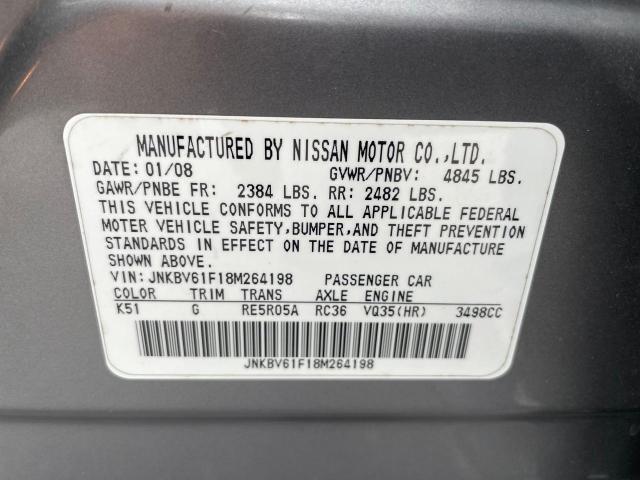 MANUFACTURED BY NISSAN MOTOR CO.,LTD.
DATE: 01/08 GVWR/PNBV: 4845 LBS.
GAWR/PNBE FR: 2384 LBS. RR: 2482 LBS.
THIS VEHICLE CONFORMS TO ALL APPLICABLE FEDERAL
MOTOR VEHICLE SAFETY,BUMPER,AND THEFT PREVENTION
STANDARDS IN EFFECT ON THE DATE OF MANUFACTURE
SHOWN ABOVE.
VIN: JNKBV61F18M264198 PASSENGER CAR
COLOR TRIM TRANS AXLE ENGINE
K51 G RE5R05A RC36 VQ35(HR) 3498CC
JNKBV61F18M264198